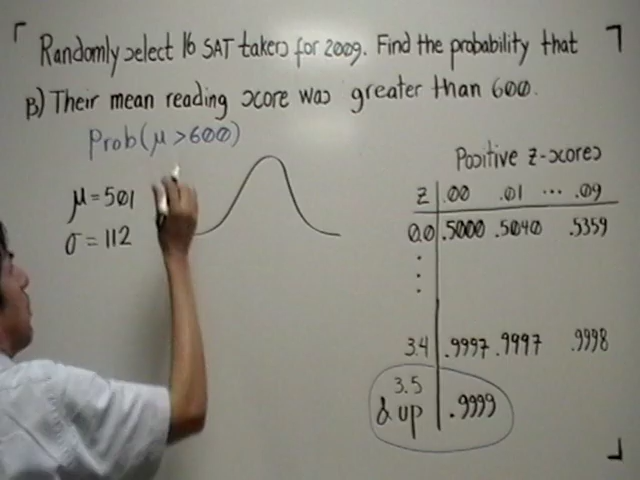 Randomly select 16 SAT takers for 2009. Find the probability that
B) Their mean reading score was greater than 600.
Prob(μ > 600)
μ = 501
σ = 112
Positive z-scores
z .00 .01 ... .09
0.0 .5000 .5040 .5359
3.4 .9997 .9997 .9998
3.5 & up .9999